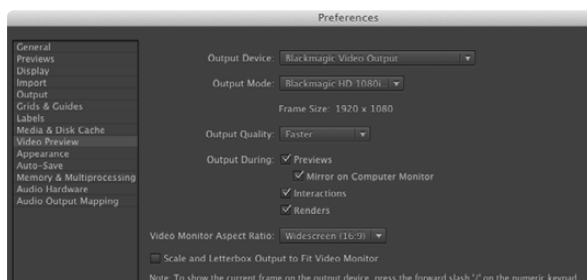 Preferences
General
Previews
Display
Import
Output
Grids & Guides
Labels
Media & Disk Cache
Video Preview
Appearance
Auto-Save
Memory & Multiprocessing
Audio Hardware
Audio Output Mapping
Output Device: Blackmagic Video Output
Output Mode: Blackmagic HD 1080i...
Frame Size: 1920 x 1080
Output Quality: Faster
Output During: Previews
Mirror on Computer Monitor
Interactions
Renders
Video Monitor Aspect Ratio: Widescreen (16:9)
Scale and Letterbox Output to Fit Video Monitor
Note: To show the current frame on the output device, press the forward slash '/' on the numeric keypad